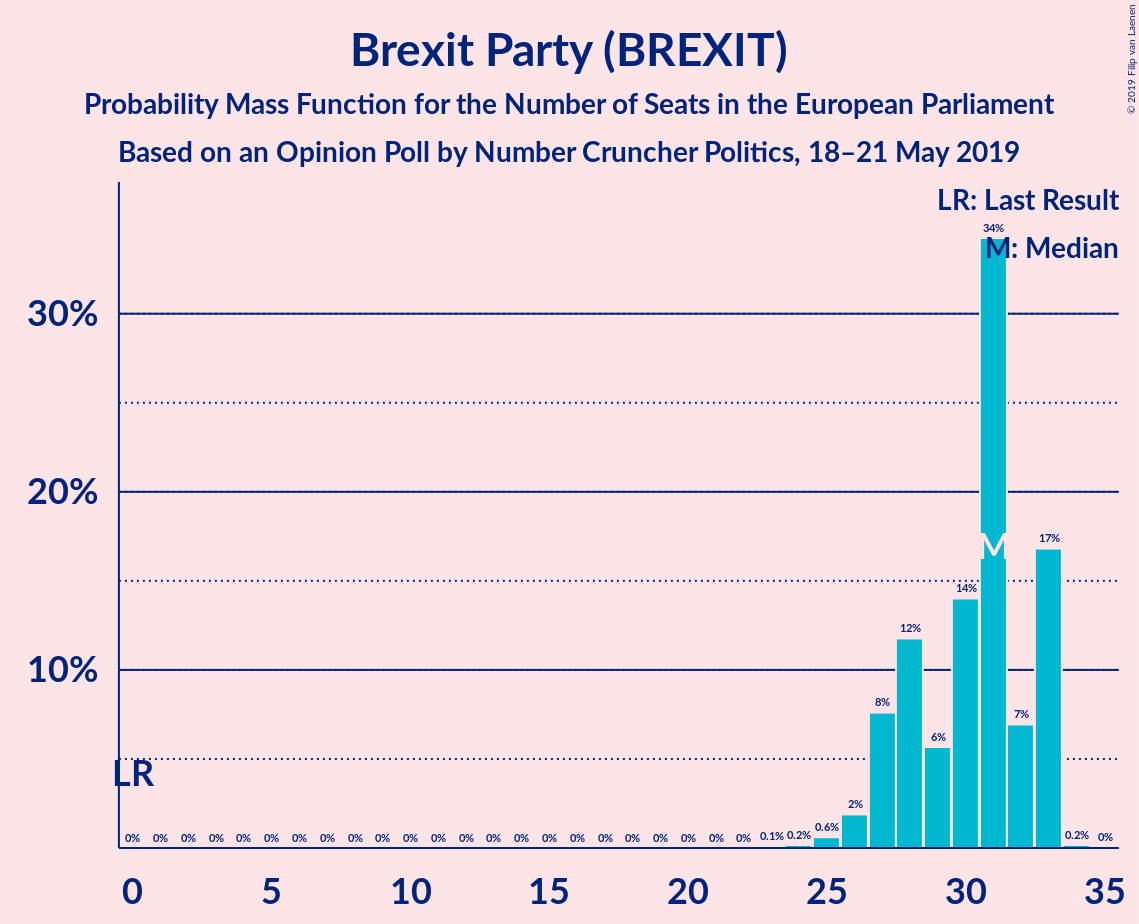 Brexit Party (BREXIT)
Probability Mass Function for the Number of Seats in the European Parliament
Based on an Opinion Poll by Number Cruncher Politics, 18–21 May 2019
© 2019 Filip van Laenen
LR: Last Result
M: Median
34%
30%
20%
M
17%
14%
12%
10%
8%
7%
6%
LR
2%
0% 0% 0% 0% 0% 0% 0% 0% 0% 0% 0% 0% 0% 0% 0% 0% 0% 0% 0% 0% 0% 0% 0% 0.1% 0.2% 0.6% 0.2% 0%
0 5 10 15 20 25 30 35